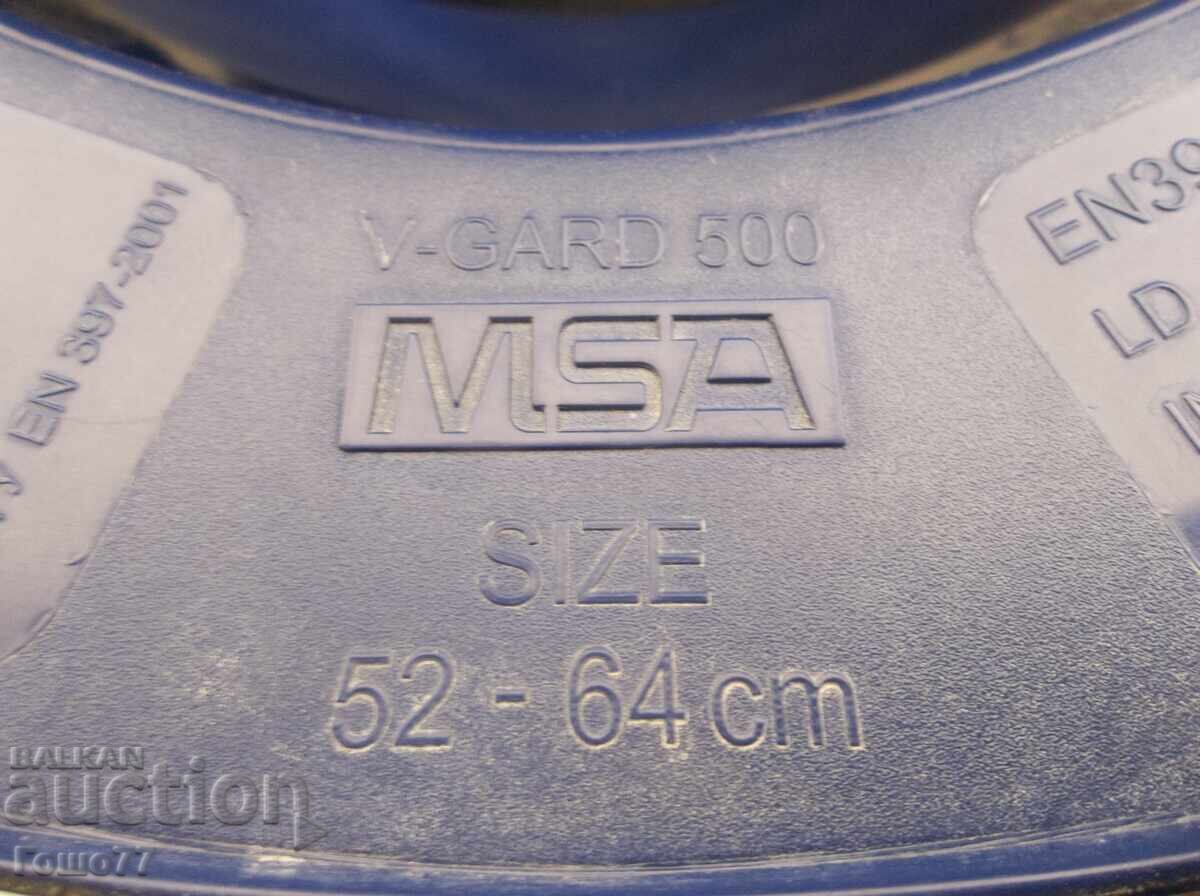 V-GARD 500
MSA
SIZE
52 - 64 cm
EN 397-2001
EN39
LD
BALKAN
auction
Гошо77